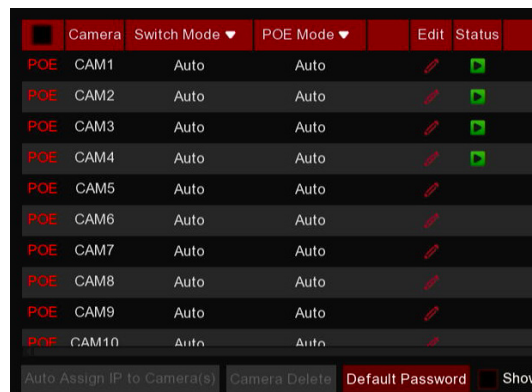 Camera Switch Mode POE Mode Edit Status
POE CAM1 Auto Auto
POE CAM2 Auto Auto
POE CAM3 Auto Auto
POE CAM4 Auto Auto
POE CAM5 Auto Auto
POE CAM6 Auto Auto
POE CAM7 Auto Auto
POE CAM8 Auto Auto
POE CAM9 Auto Auto
POE CAM10 Auto Auto
Auto Assign IP to Camera(s) Camera Delete Default Password Show